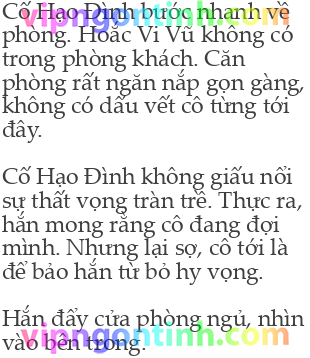 Cố Hạo Đình bước nhanh về
vipngontinh.com
phòng. Hoắc Vi Vũ không có
trong phòng khách. Căn
phòng rất ngăn nắp gọn gàng,
không có dấu vết cô từng tới
đây.
Cố Hạo Đình không giấu nổi
sự thất vọng tràn trề. Thực ra,
hắn mong rằng cô đang đợi
mình. Nhưng lại sợ, cô tới là
để bảo hắn từ bỏ hy vọng.
Hắn đẩy cửa phòng ngủ, nhìn
vào bên trong.
vipngontinh.com